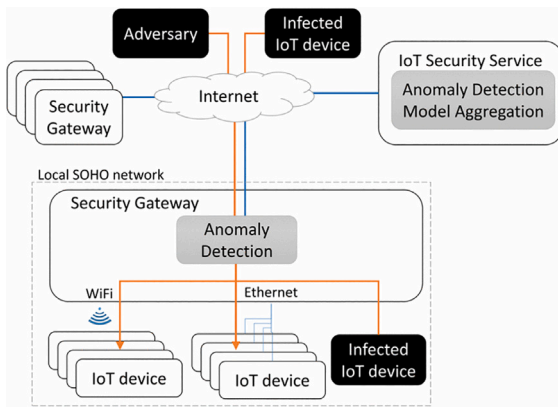 Adversary
Infected
IoT device
IoT Security Service
Anomaly Detection
Model Aggregation
Internet
Security
Gateway
Local SOHO network
Security Gateway
Anomaly
Detection
WiFi
Ethernet
IoT device
IoT device
Infected
IoT device